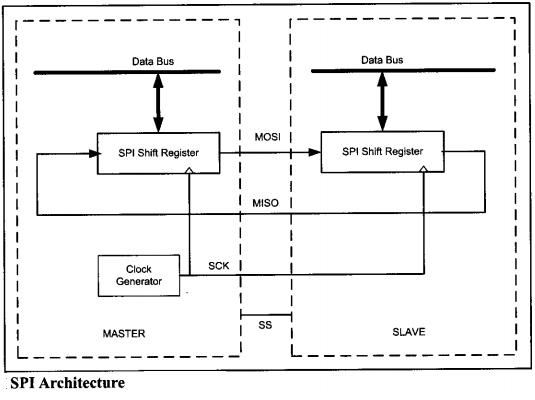 Data Bus
Data Bus
SPI Shift Register
MOSI
SPI Shift Register
MISO
Clock
Generator
SCK
MASTER
SS
SLAVE
SPI Architecture